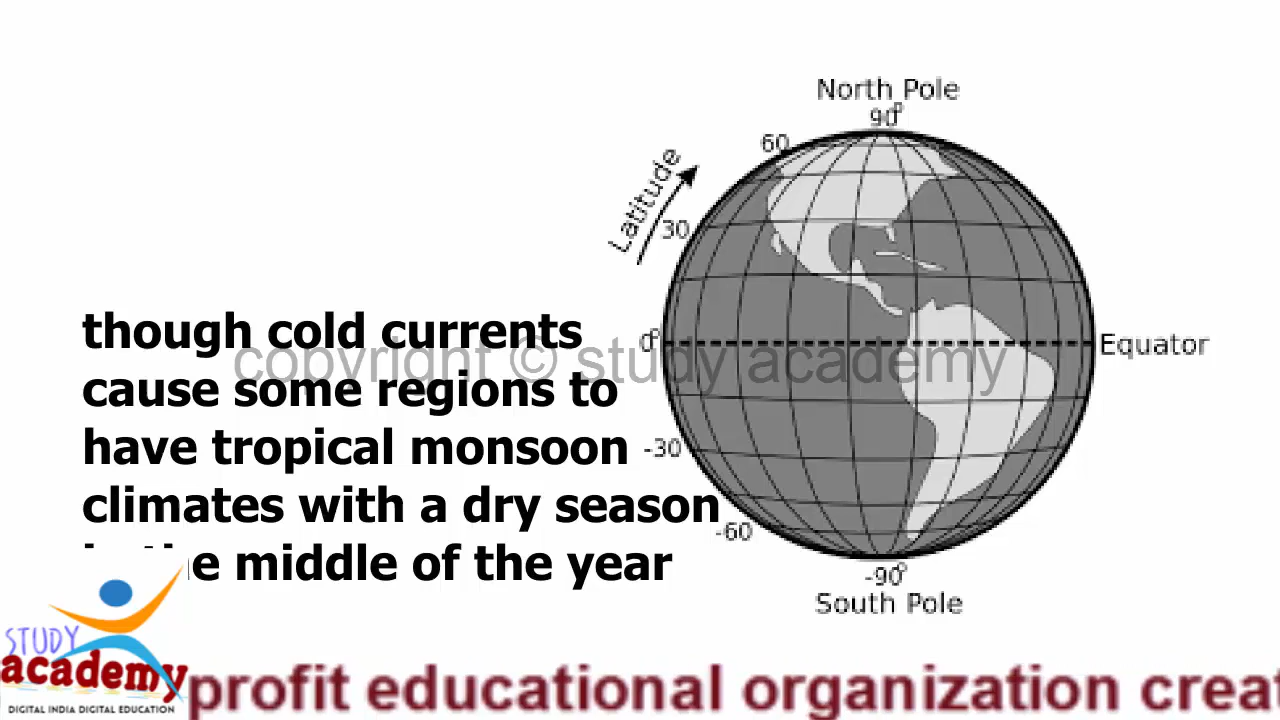 North Pole
90°
60
Latitude
30
though cold currents
0°
Equator
copyright © study academy
cause some regions to
have tropical monsoon
-30
climates with a dry season
-60
the middle of the year
-90°
South Pole
STUDY
academy
DIGITAL INDIA DIGITAL EDUCATION
profit educational organization